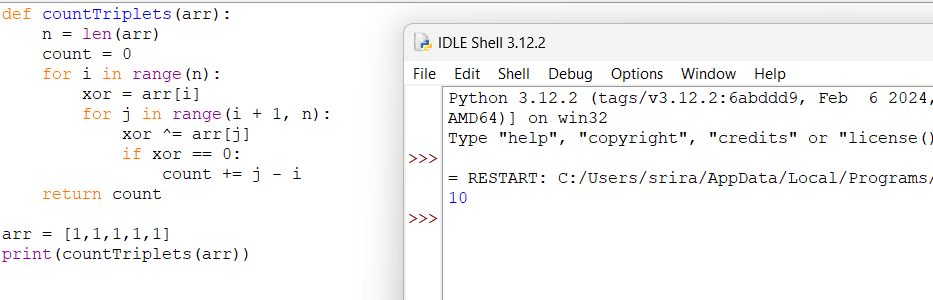 def countTriplets(arr):
    n = len(arr)
    count = 0
    for i in range(n):
        xor = arr[i]
        for j in range(i + 1, n):
            xor ^= arr[j]
            if xor == 0:
                count += j - i
    return count

arr = [1,1,1,1,1]
print(countTriplets(arr))
IDLE Shell 3.12.2
File Edit Shell Debug Options Window Help
Python 3.12.2 (tags/v3.12.2:6abddd9, Feb  6 2024,
AMD64)] on win32
Type "help", "copyright", "credits" or "license()
>>>
= RESTART: C:/Users/srira/AppData/Local/Programs/
10
>>>